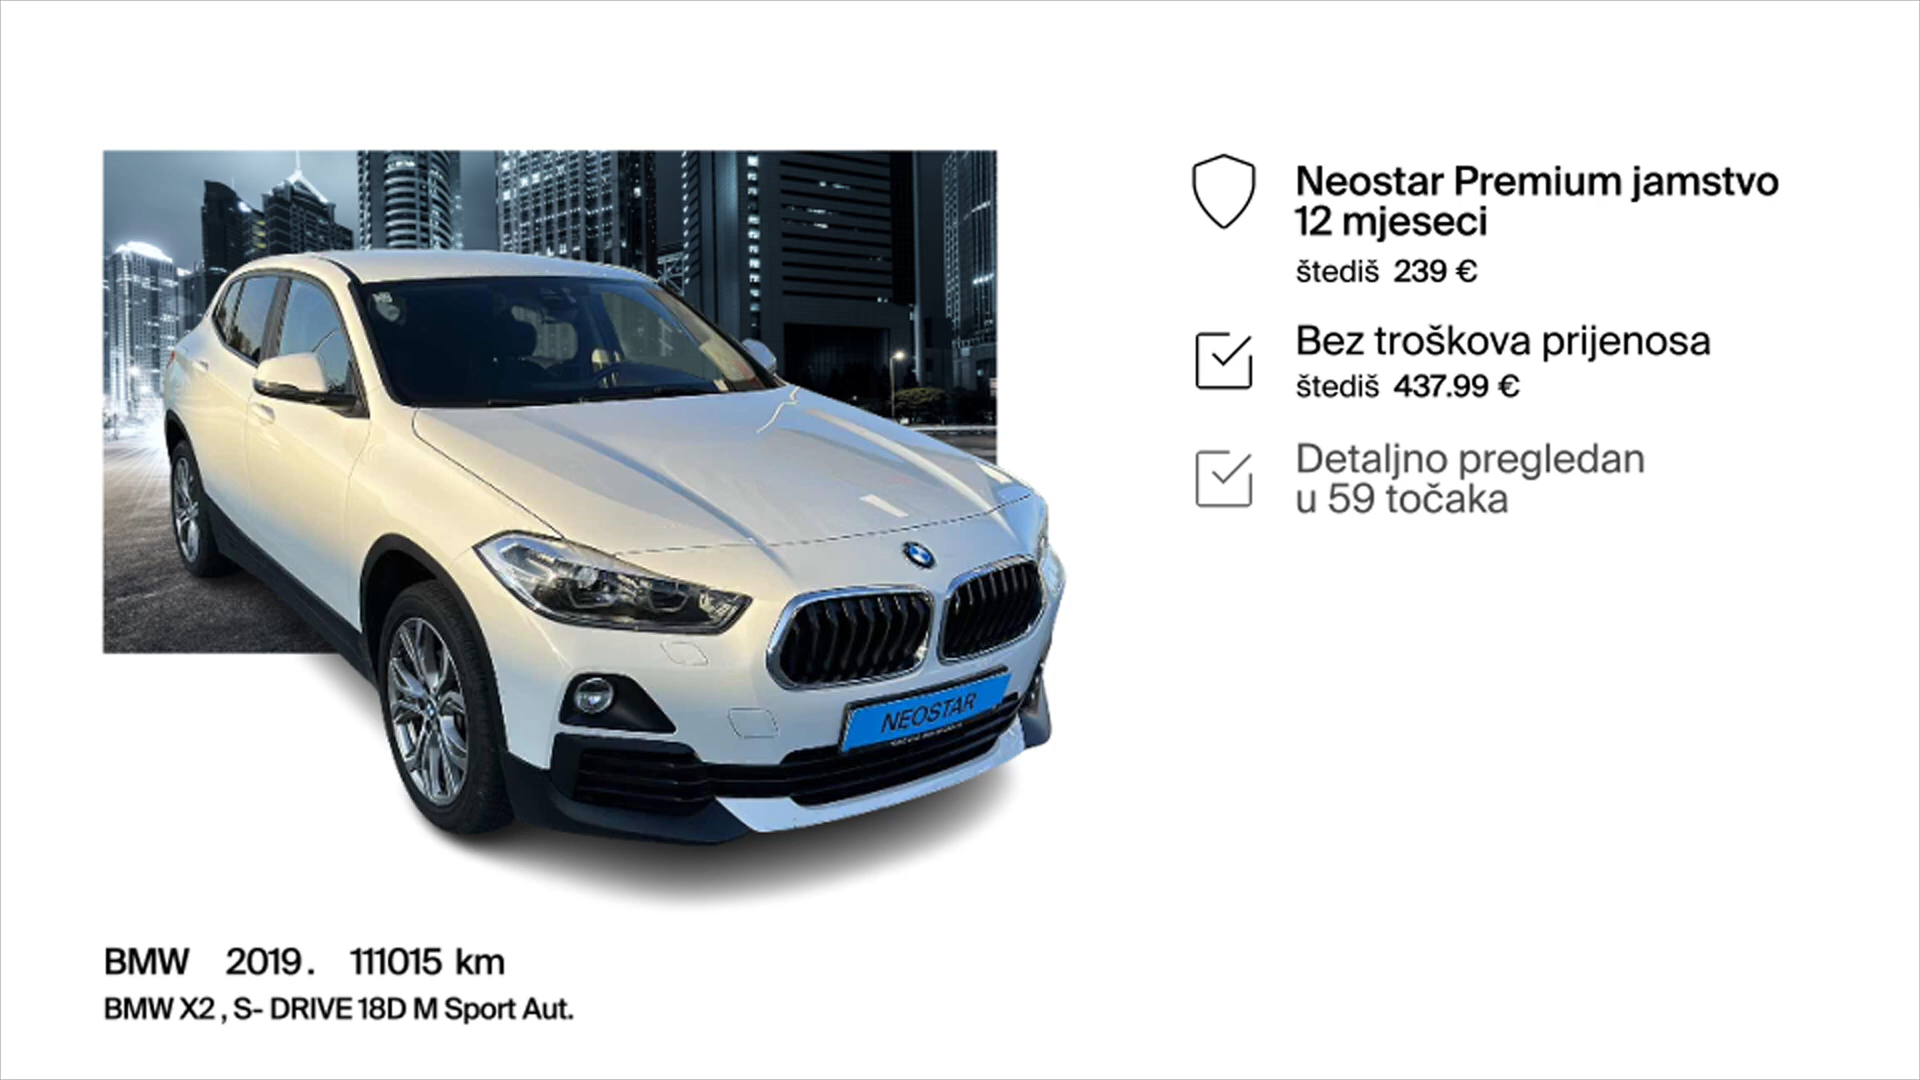 Neostar Premium jamstvo
12 mjeseci
štediš 239 €
Bez troškova prijenosa
štediš 437.99 €
Detaljno pregledan
u 59 točaka
NEOSTAR
BMW 2019. 111015 km
BMW X2 , S- DRIVE 18D M Sport Aut.